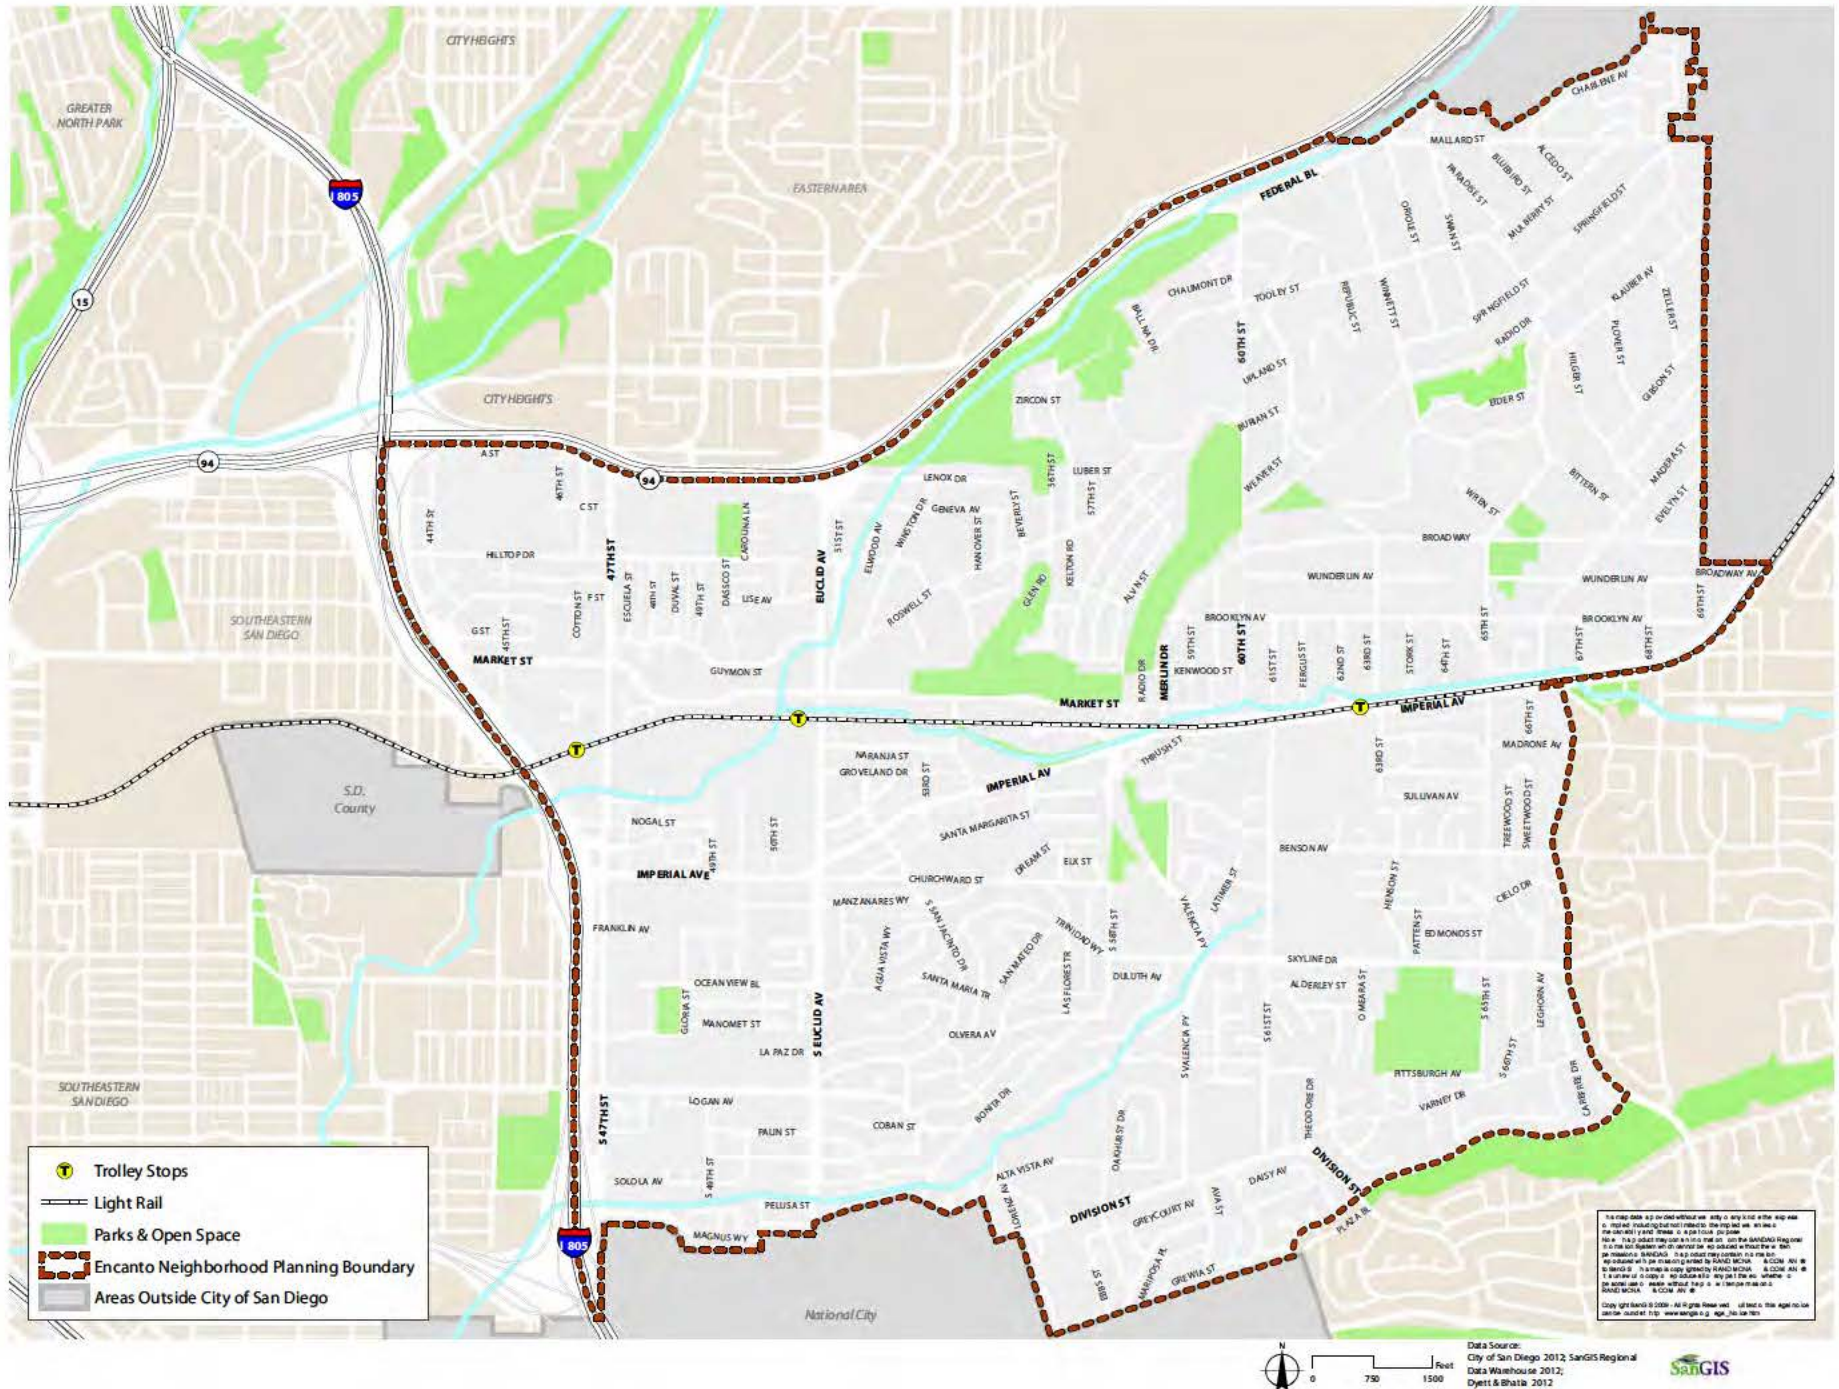 CITY HEIGHTS
GREATER
NORTH PARK
CHARLENE AV
MALLARD ST
ALCEDO ST
BLUEBIRD ST
PARADISE ST
I 805
EASTERN AREA
FEDERAL BL
MULBERRY ST
SPRINGFIELD ST
ORIOLE ST
SWAN ST
15
CHAUMONT DR
TOOLEY ST
REPUBLIC ST
WINNETT ST
SPRINGFIELD ST
KLAUBER AV
ZELLER ST
RADIO DR
PLOVER ST
60TH ST
UPLAND ST
HILGER ST
GIBSON ST
CITY HEIGHTS
ZIRCON ST
EIDER ST
BURIAN ST
94
A ST
94
46TH ST
LENOX DR
56TH ST
LUBER ST
57TH ST
WEAVER ST
WREN ST
BITTERN ST
MADERA ST
EVELYN ST
C ST
44TH ST
CAROLINA LN
51ST ST
ELWOOD AV
WINSTON DR
GENEVA AV
HANOVER ST
BEVERLY ST
BROADWAY
HILLTOP DR
47TH ST
EUCLID AV
KELTON RD
GLEN RD
WUNDERLIN AV
WUNDERLIN AV
BROADWAY AV
COTTON ST
F ST
ESCUELA ST
48TH ST
DUVAL ST
49TH ST
DASSCO ST
LISE AV
ROSWELL ST
69TH ST
SOUTHEASTERN
SAN DIEGO
G ST
45TH ST
BROOKLYN AV
BROOKLYN AV
59TH ST
60TH ST
61ST ST
FERGUS ST
62ND ST
63RD ST
STORK ST
64TH ST
65TH ST
67TH ST
68TH ST
MARKET ST
GUYMON ST
RADIO DR
MERLIN DR
KENWOOD ST
MARKET ST
IMPERIAL AV
T
T
T
66TH ST
NARANJA ST
GROVELAND DR
53RD ST
IMPERIAL AV
THRUSH ST
63RD ST
MADRONE AV
S.D.
County
NOGAL ST
49TH ST
50TH ST
SANTA MARGARITA ST
SULLIVAN AV
TREEWOOD ST
SWEETWOOD ST
IMPERIAL AVE
CHURCHWARD ST
DREAM ST
ELK ST
BENSON AV
HENSON ST
CIELO DR
LATIMER ST
MANZANARES WY
FRANKLIN AV
AGUA VISTA WY
S SAN JACINTO DR
SAN MATEO DR
TRINIDAD WY
S 58TH ST
VALENCIA PY
PATTEN ST
EDMONDS ST
OCEAN VIEW BL
SANTA MARIA TR
LAS FLORES TR
DULUTH AV
SKYLINE DR
ALDERLEY ST
OMEARA ST
S 65TH ST
LEGHORN AV
GLORIA ST
MANOMET ST
S EUCLID AV
OLVERA AV
S VALENCIA PY
S 61ST ST
LA PAZ DR
S 66TH ST
PITTSBURGH AV
VARNEY DR
CAREFREE DR
SOUTHEASTERN
SAN DIEGO
S 47TH ST
LOGAN AV
PALIN ST
COBAN ST
BONITA DR
OAKHURST DR
THEODORE DR
DIVISION ST
SOLOLA AV
S 49TH ST
PELUSA ST
MAGNUS WY
ALTA VISTA AV
LORENZ AV
DIVISION ST
GREYCOURT AV
AVA ST
DAISY AV
PLAZA BL
MARIPOSA PL
GREWIA ST
I 805
National City
T Trolley Stops
Light Rail
Parks & Open Space
Encanto Neighborhood Planning Boundary
Areas Outside City of San Diego
N
0 750 1500 Feet
Data Source:
City of San Diego 2012; SanGIS Regional
Data Warehouse 2012;
Dyett & Bhatia 2012
SanGIS